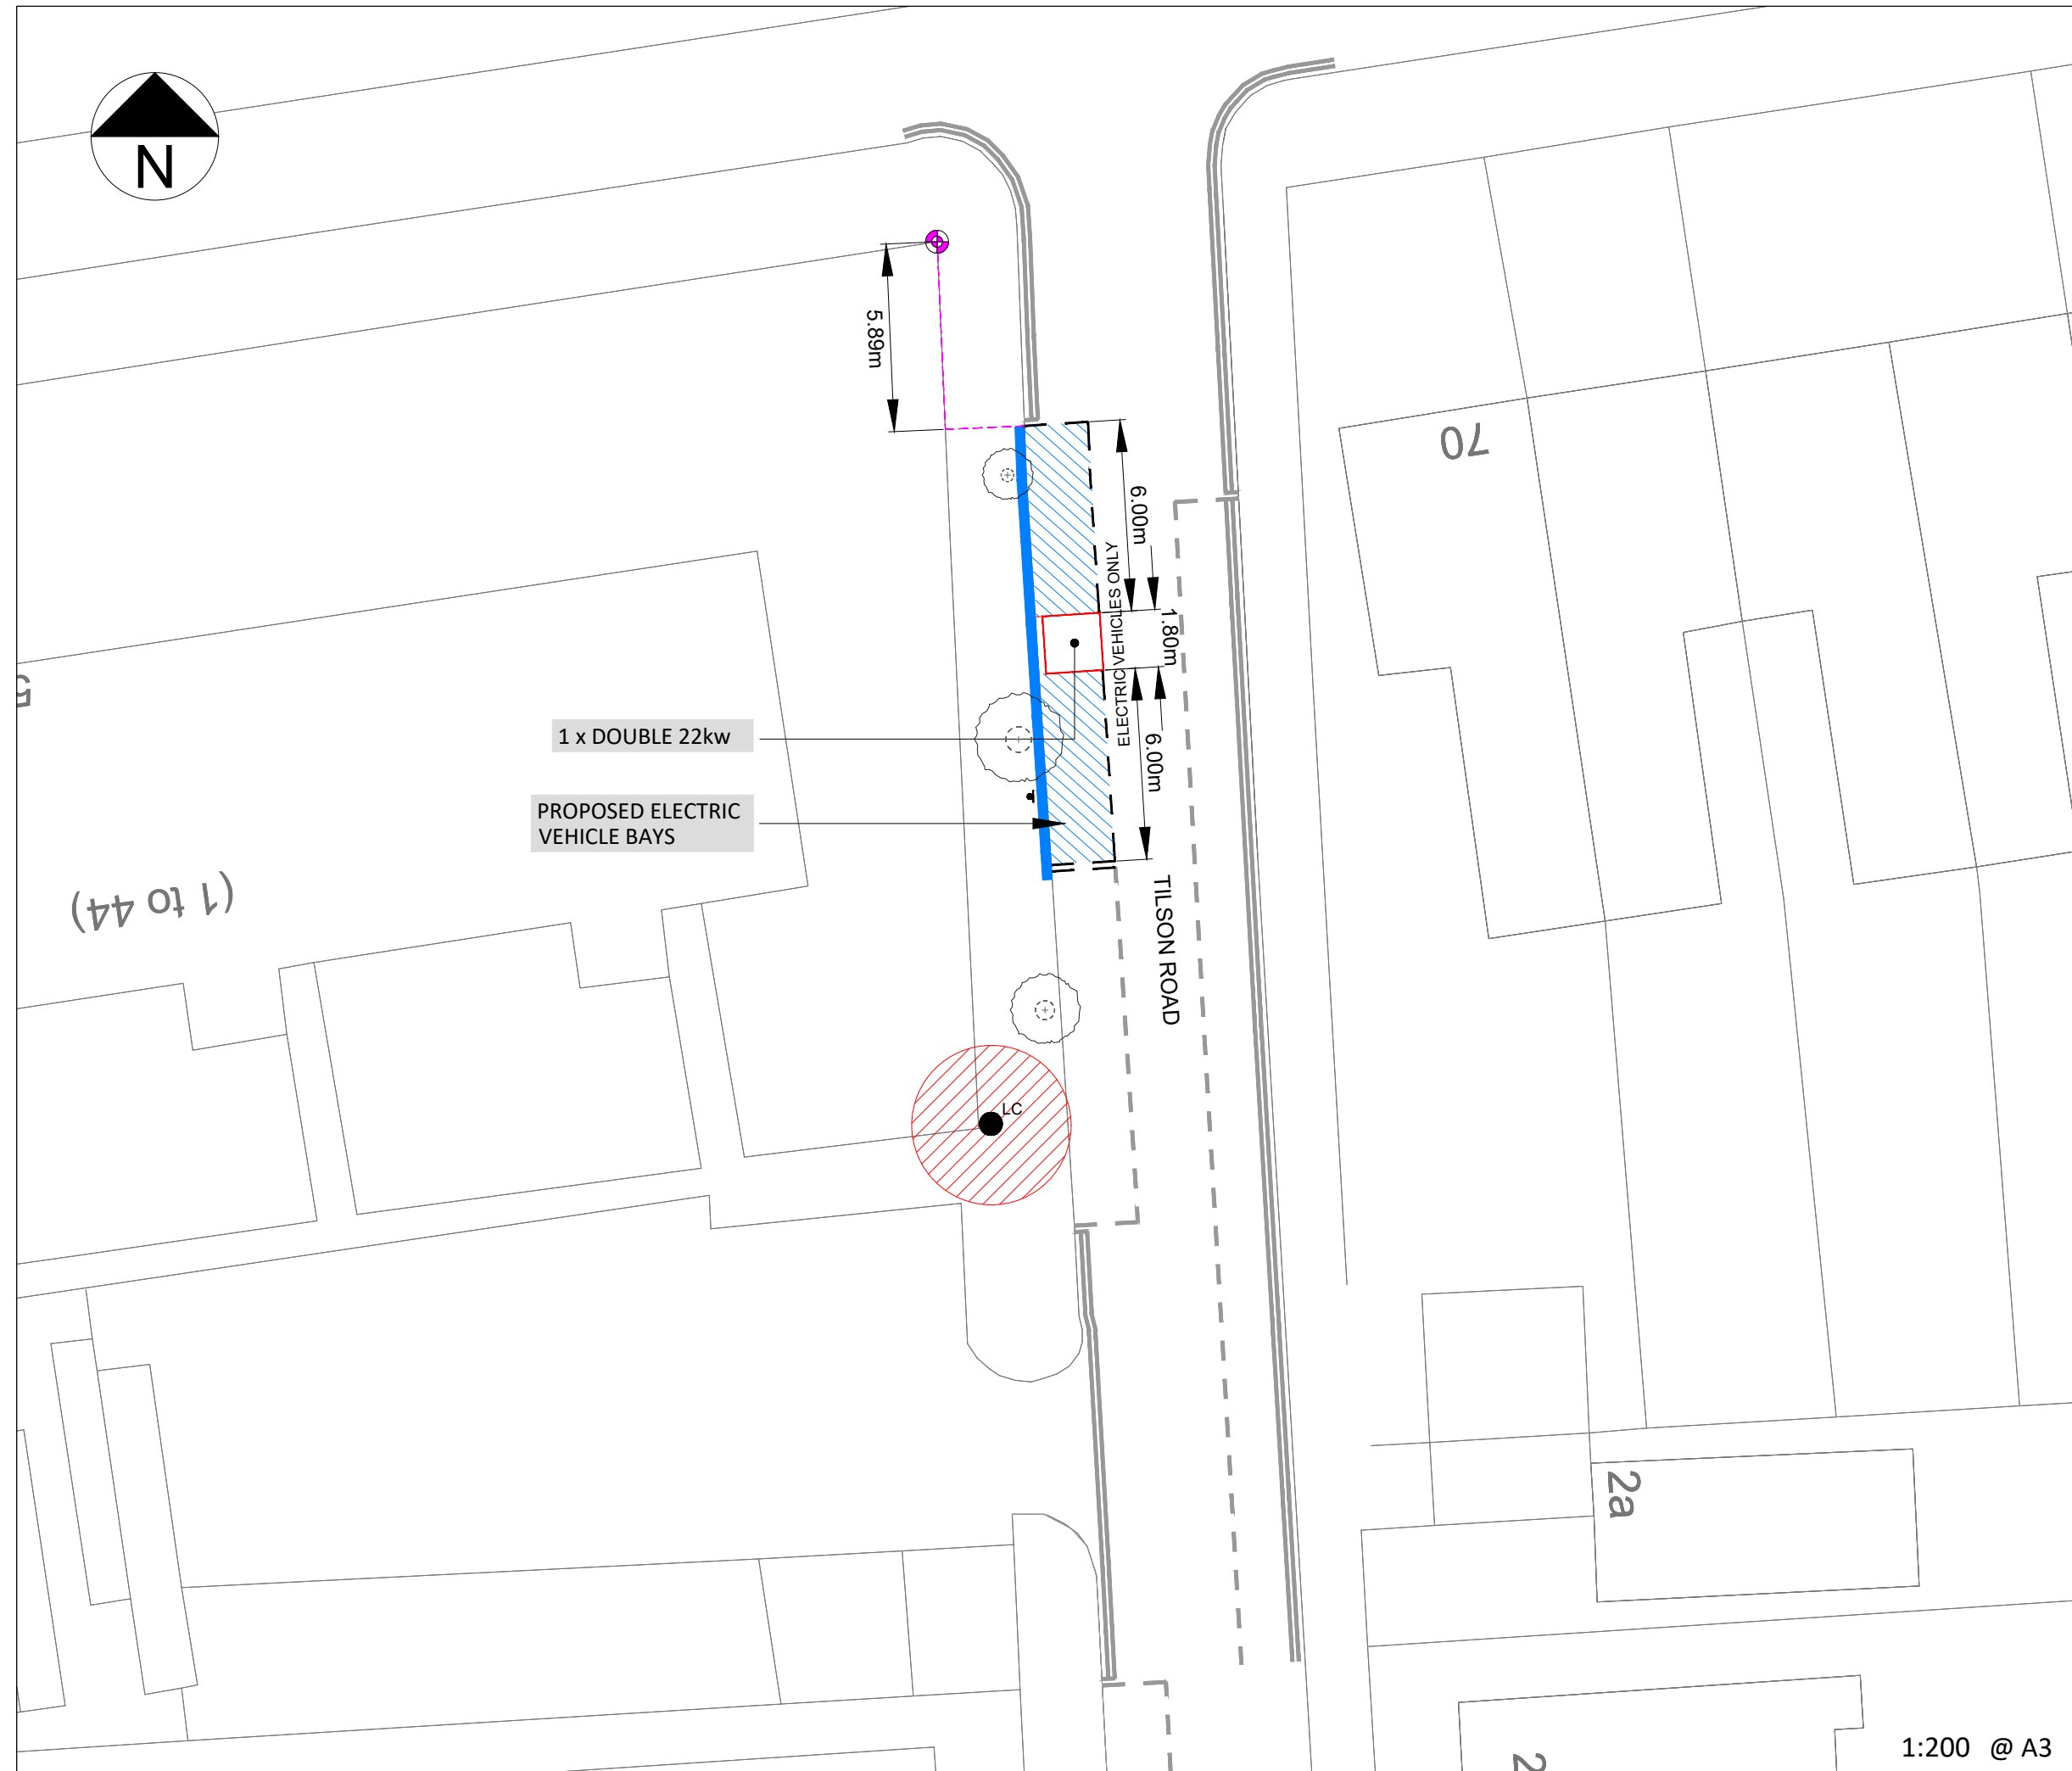 N
5.89m
70
6.00m
ELECTRIC VEHICLES ONLY
1.80m
6.00m
1 x DOUBLE 22kw
PROPOSED ELECTRIC
VEHICLE BAYS
(1 to 44)
TILSON ROAD
LC
2a
1:200 @ A3